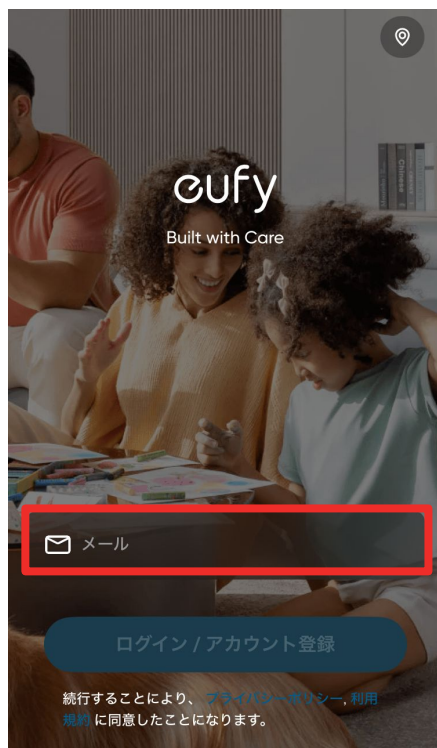 eufy
Built with Care
メール
ログイン / アカウント登録
続行することにより、 プライバシーポリシー, 利用
規約 に同意したことになります。